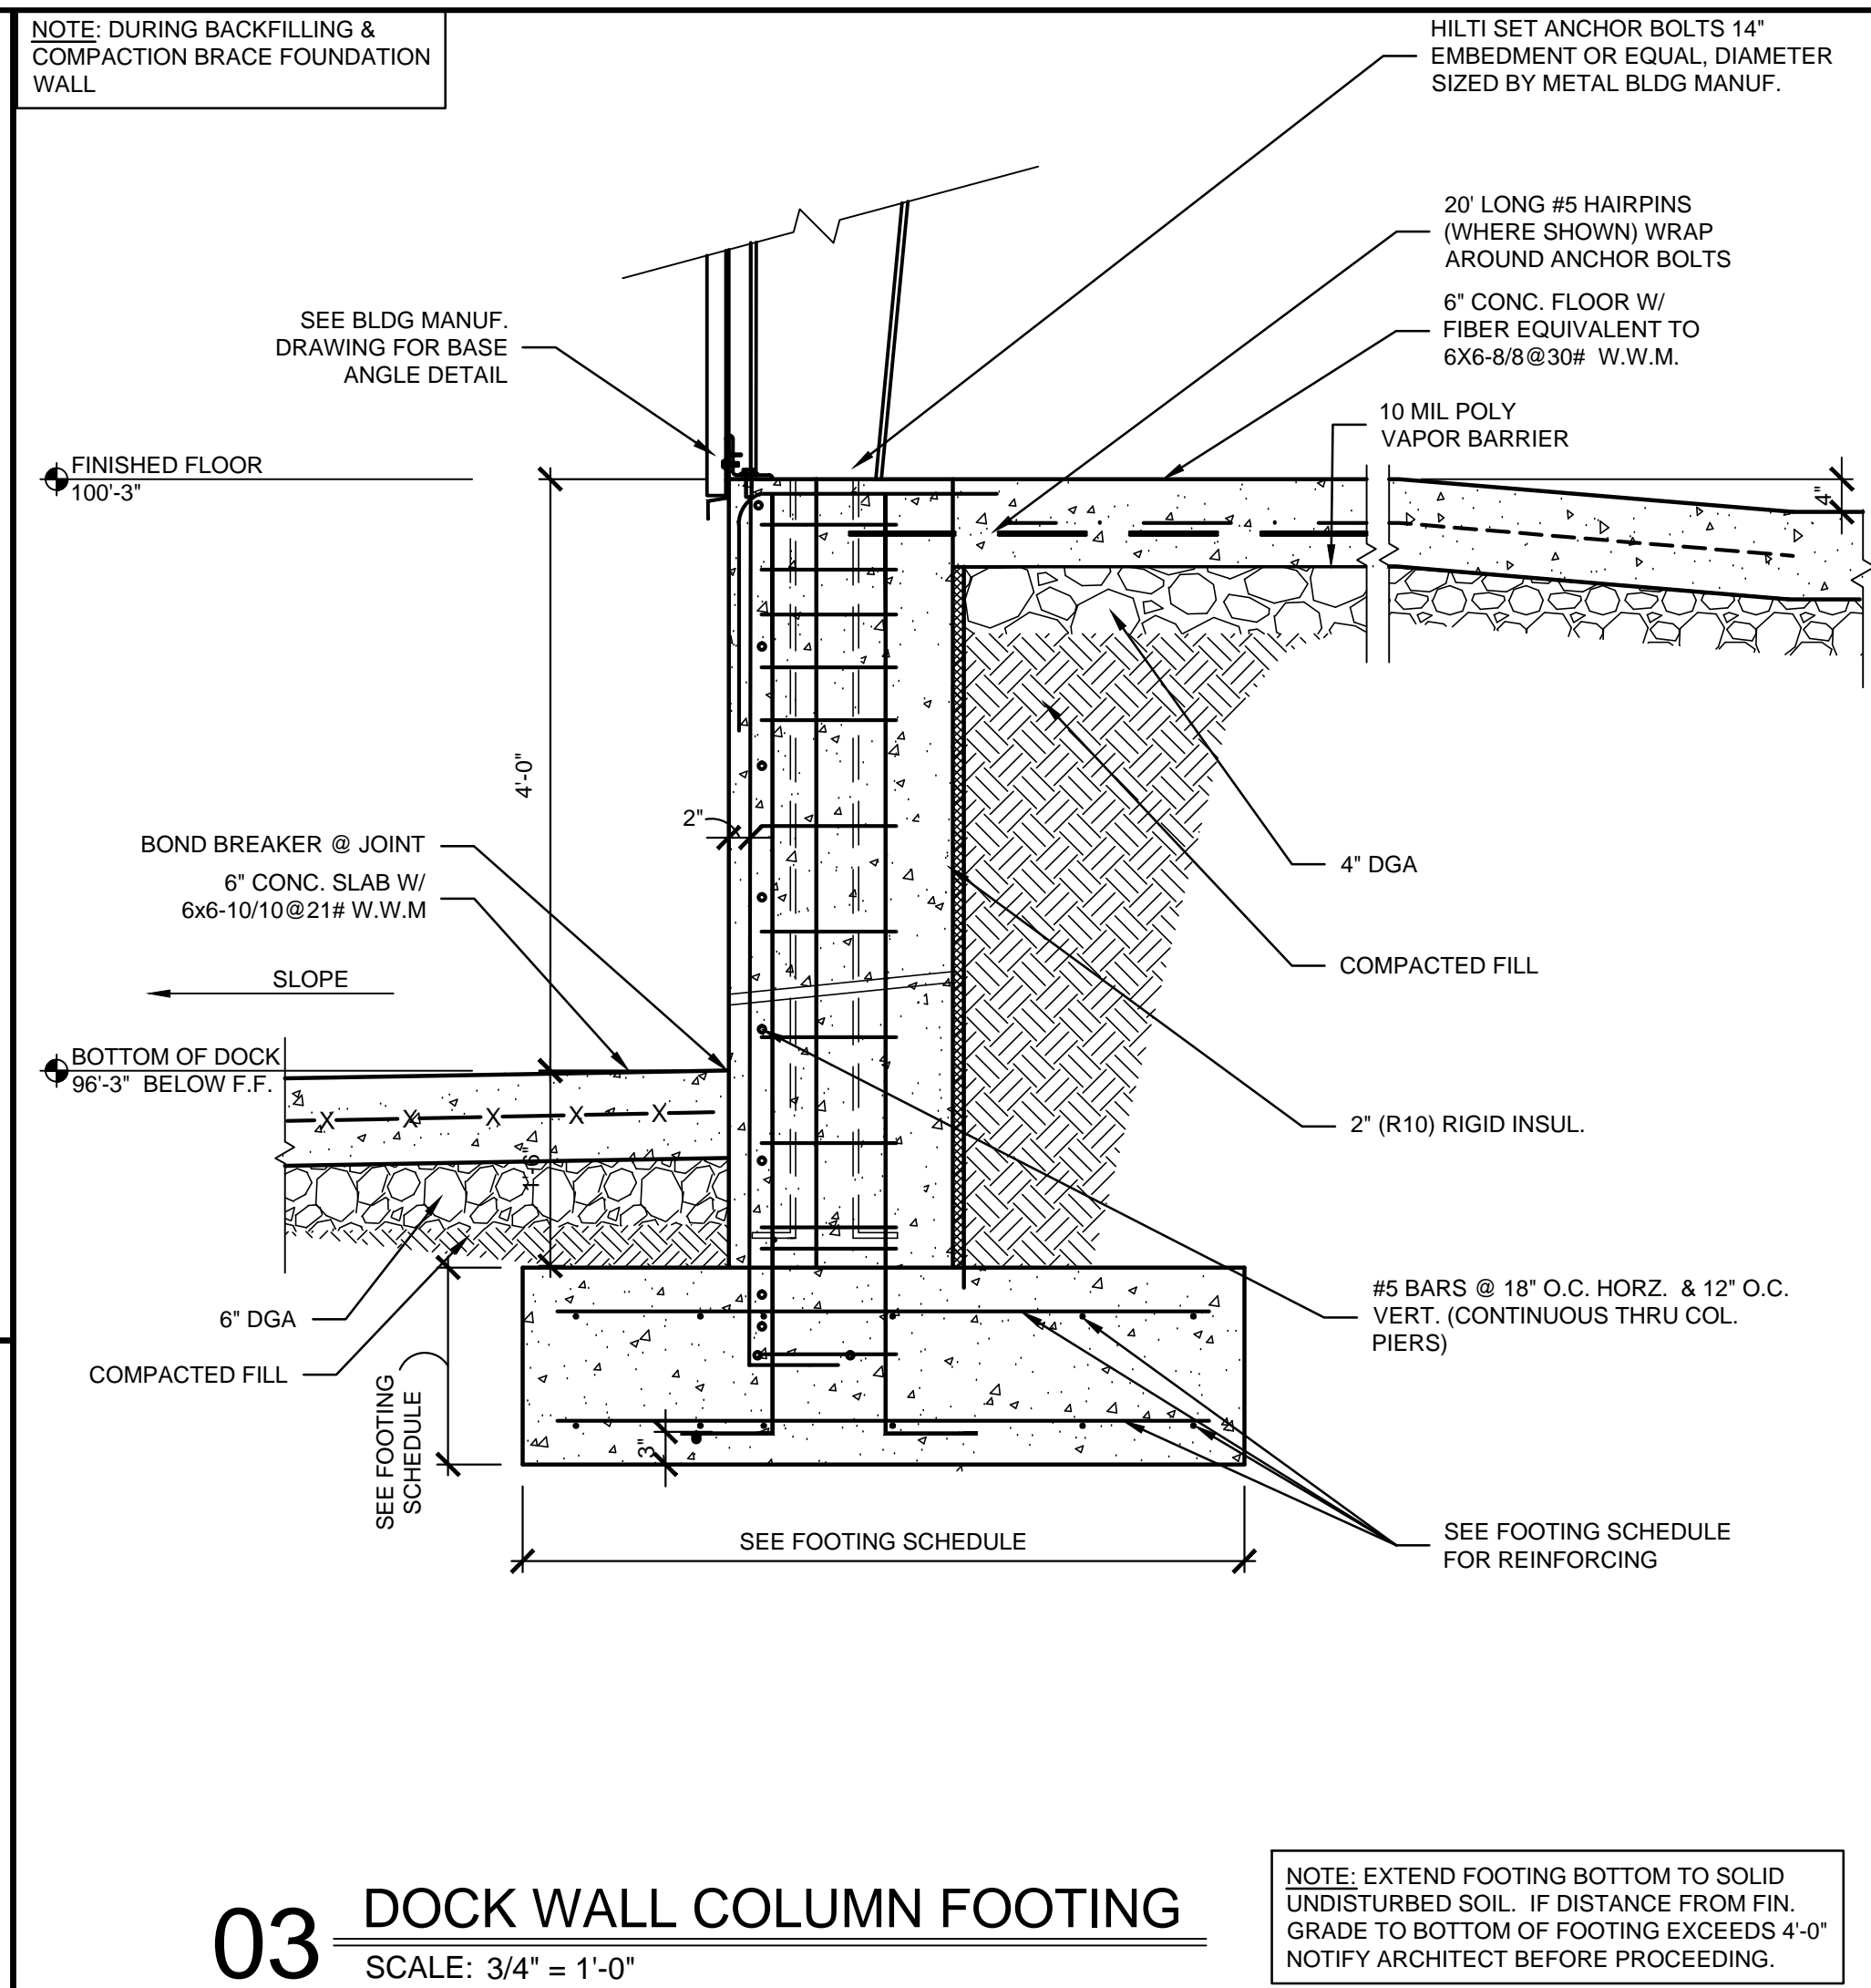 NOTE: DURING BACKFILLING &
COMPACTION BRACE FOUNDATION
WALL
HILTI SET ANCHOR BOLTS 14"
EMBEDMENT OR EQUAL, DIAMETER
SIZED BY METAL BLDG MANUF.
20' LONG #5 HAIRPINS
(WHERE SHOWN) WRAP
AROUND ANCHOR BOLTS
6" CONC. FLOOR W/
FIBER EQUIVALENT TO
6X6-8/8@30# W.W.M.
10 MIL POLY
VAPOR BARRIER
SEE BLDG MANUF.
DRAWING FOR BASE
ANGLE DETAIL
FINISHED FLOOR
100'-3"
4"
4'-0"
2"
BOND BREAKER @ JOINT
6" CONC. SLAB W/
6x6-10/10@21# W.W.M
SLOPE
4" DGA
COMPACTED FILL
BOTTOM OF DOCK
96'-3" BELOW F.F.
X X X X X
1'-6"
2" (R10) RIGID INSUL.
6" DGA
COMPACTED FILL
#5 BARS @ 18" O.C. HORZ. & 12" O.C.
VERT. (CONTINUOUS THRU COL.
PIERS)
SEE FOOTING
SCHEDULE
3"
SEE FOOTING SCHEDULE
SEE FOOTING SCHEDULE
FOR REINFORCING
03
DOCK WALL COLUMN FOOTING
SCALE: 3/4" = 1'-0"
NOTE: EXTEND FOOTING BOTTOM TO SOLID
UNDISTURBED SOIL. IF DISTANCE FROM FIN.
GRADE TO BOTTOM OF FOOTING EXCEEDS 4'-0"
NOTIFY ARCHITECT BEFORE PROCEEDING.